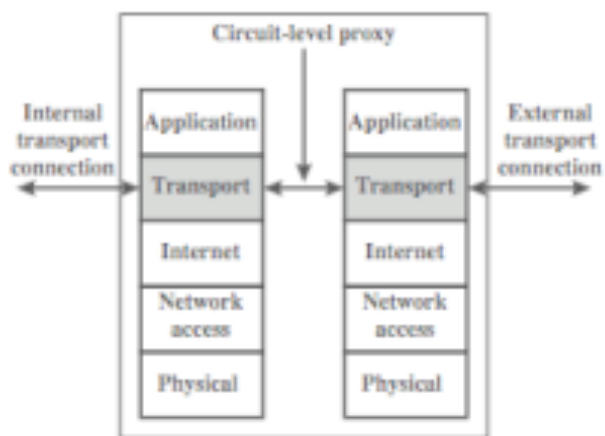 Circuit-level proxy
Internal
transport
connection
Application
Transport
Internet
Network
access
Physical
Application
Transport
Internet
Network
access
Physical
External
transport
connection